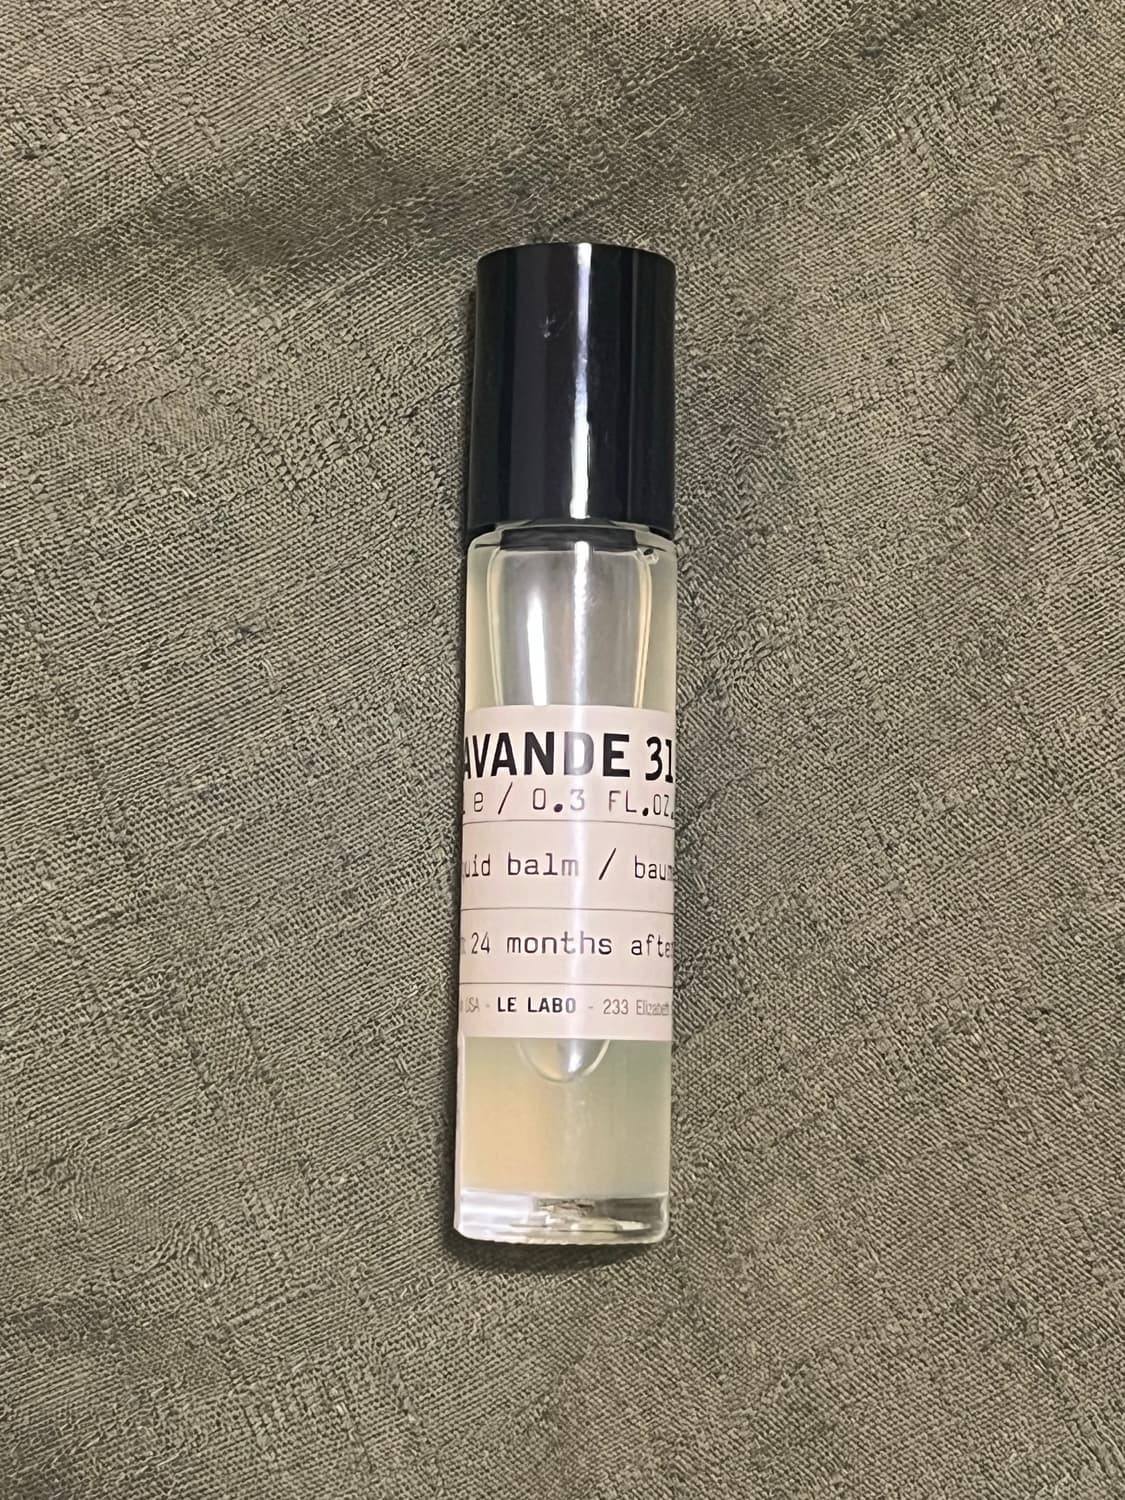 AVANDE 31
e / 0.3 FL.OZ.
uid balm / baum
24 months after
USA - LE LABO - 233 Elizabeth